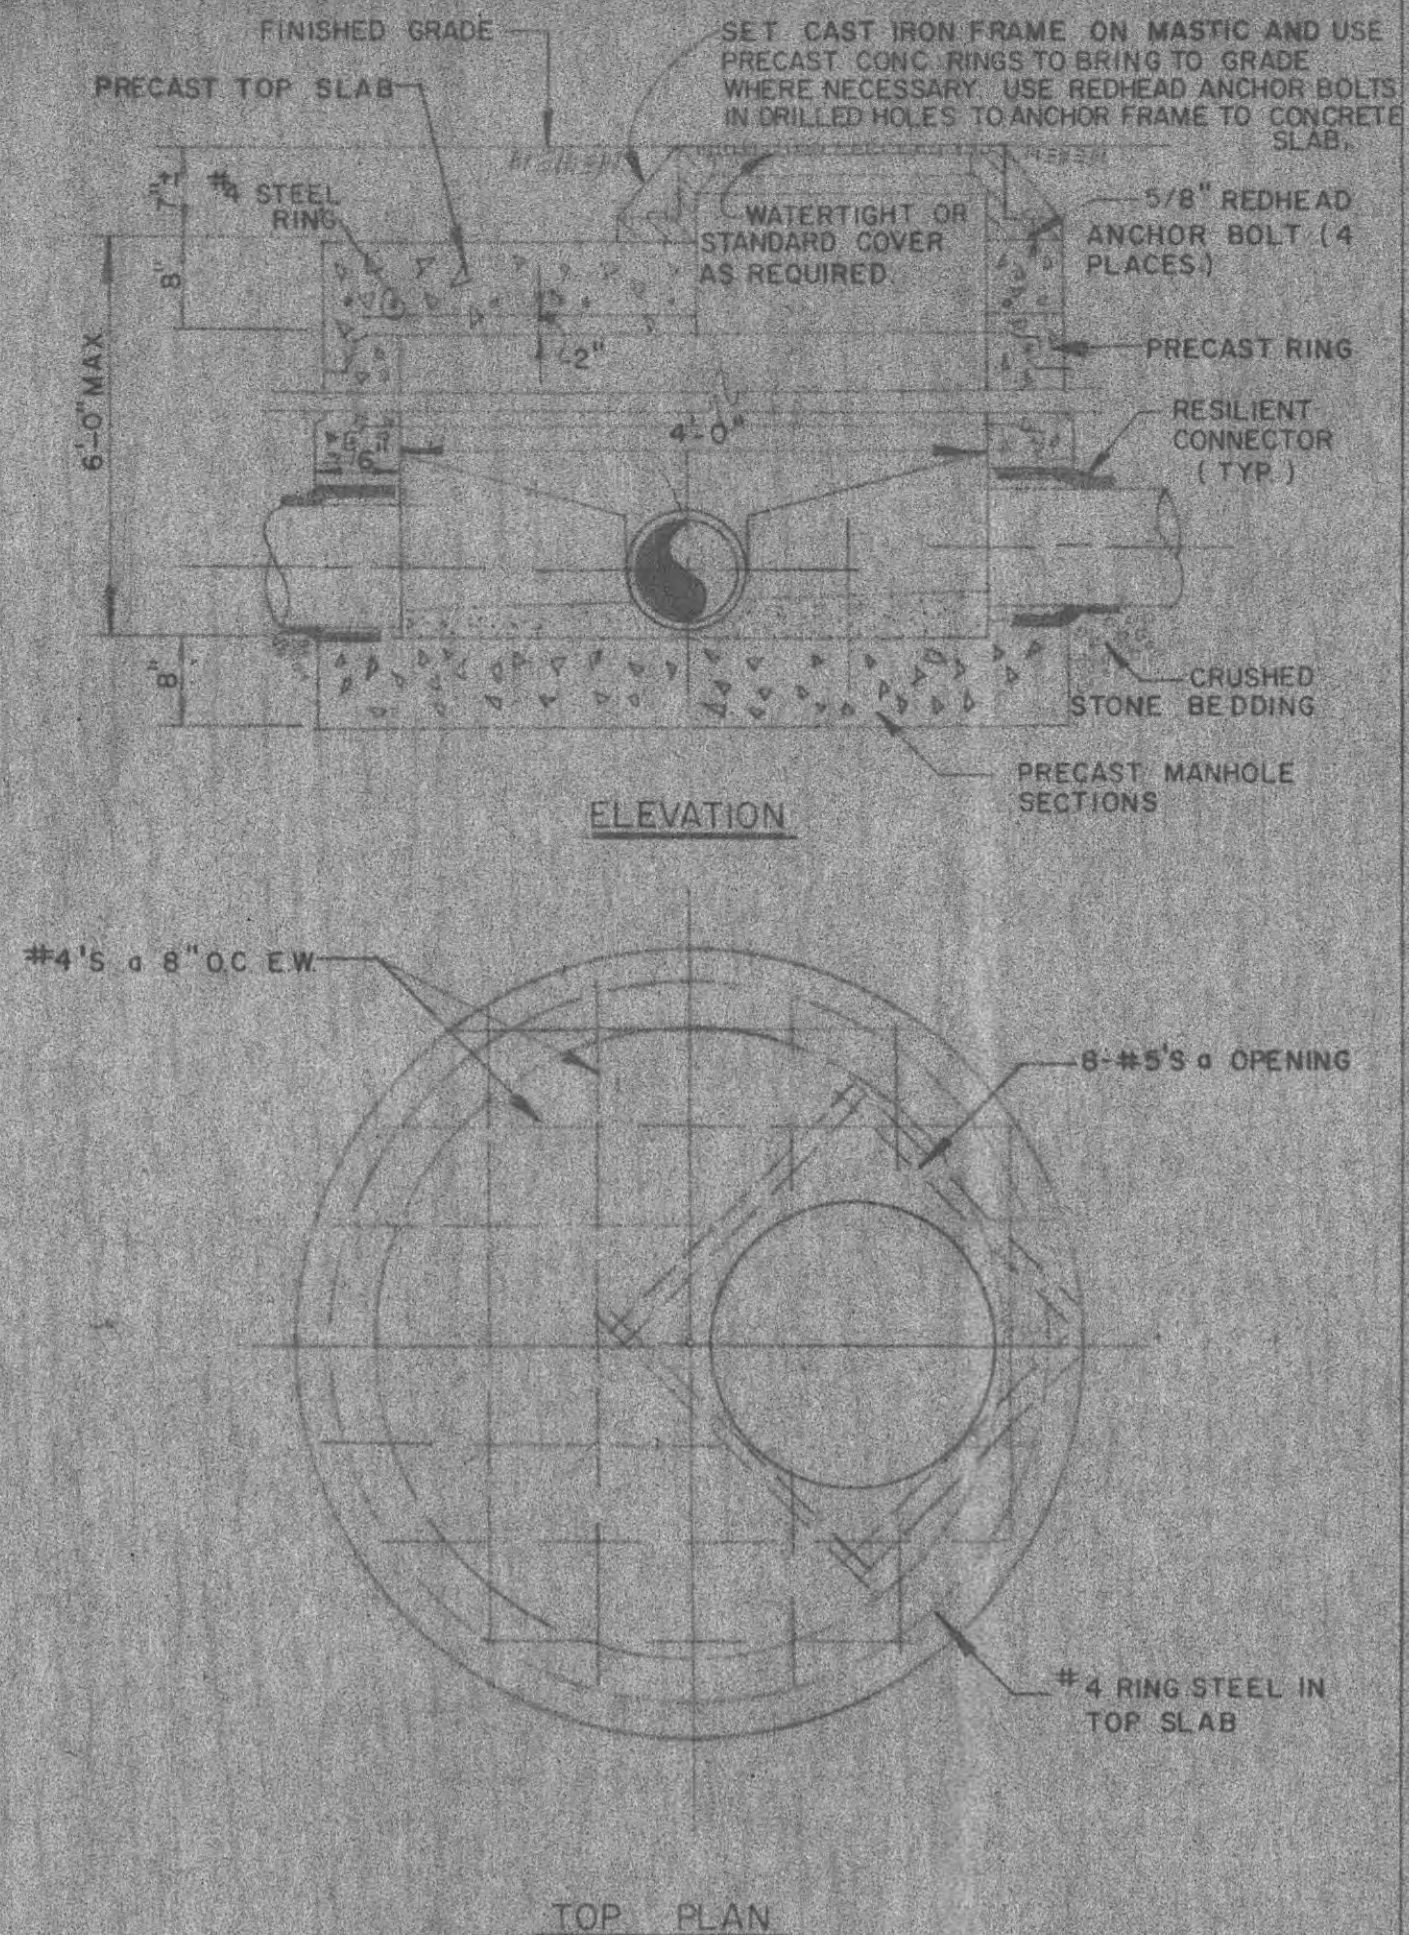 FINISHED GRADE
SET CAST IRON FRAME ON MASTIC AND USE
PRECAST CONC. RINGS TO BRING TO GRADE
WHERE NECESSARY. USE REDHEAD ANCHOR BOLTS
IN DRILLED HOLES TO ANCHOR FRAME TO CONCRETE
SLAB.
PRECAST TOP SLAB
#4 STEEL
RING
WATERTIGHT OR
STANDARD COVER
AS REQUIRED.
5/8" REDHEAD
ANCHOR BOLT (4
PLACES.)
8"
2"
PRECAST RING
6'-0" MAX
4'-0"
6"
RESILIENT
CONNECTOR
(TYP.)
8"
CRUSHED
STONE BEDDING
PRECAST MANHOLE
SECTIONS
ELEVATION
#4'S a 8" O.C E.W.
8-#5'S a OPENING
#4 RING STEEL IN
TOP SLAB
TOP PLAN